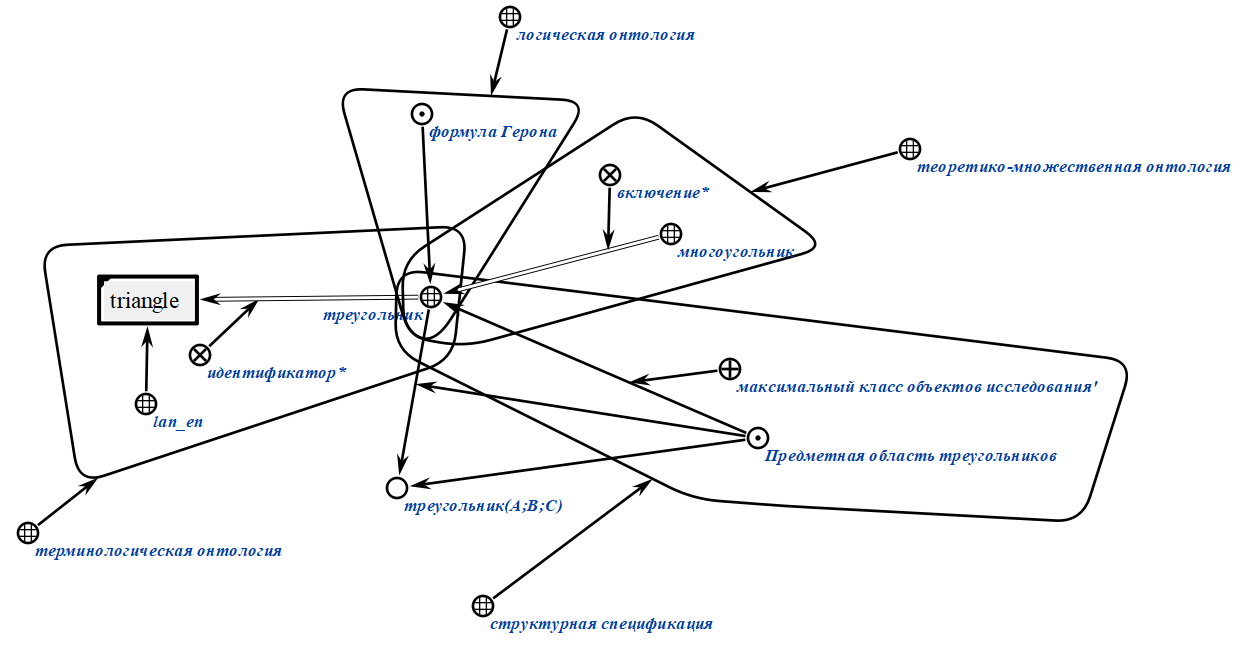 логическая онтология
формула Герона
теоретико-множественная онтология
включение*
многоугольник
triangle
треугольник
идентификатор*
максимальный класс объектов исследования'
lan_en
Предметная область треугольников
треугольник(A;B;C)
терминологическая онтология
структурная спецификация